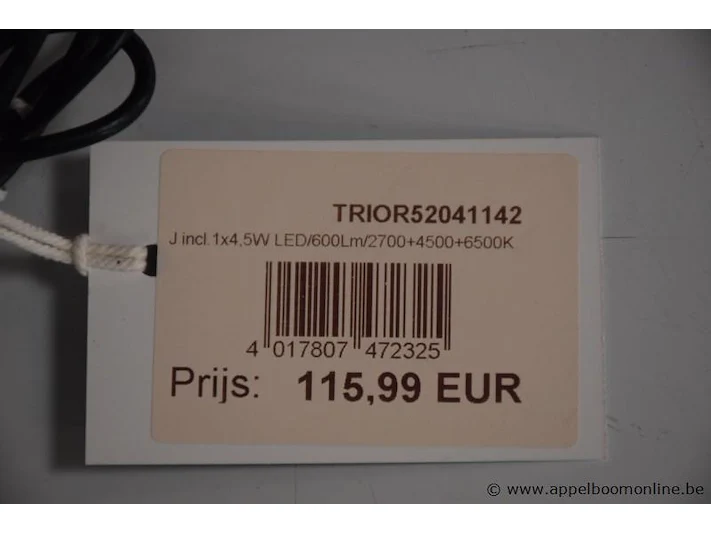 TRIOR52041142
J incl.1x4,5W LED/600Lm/2700+4500+6500K
4 017807 472325
Prijs: 115,99 EUR
© www.appelboomonline.be